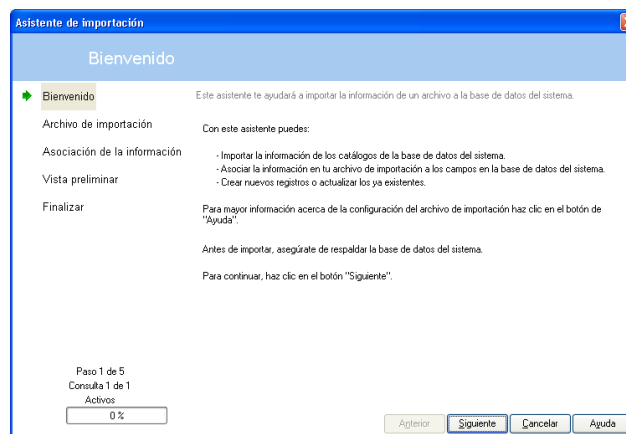 Asistente de importación
Bienvenido
Bienvenido
Archivo de importación
Asociación de la información
Vista preliminar
Finalizar
Este asistente te ayudará a importar la información de un archivo a la base de datos del sistema.
Con este asistente puedes:
- Importar la información de los catálogos de la base de datos del sistema.
- Asociar la información en tu archivo de importación a los campos en la base de datos del sistema.
- Crear nuevos registros o actualizar los ya existentes.
Para mayor información acerca de la configuración del archivo de importación haz clic en el botón de
"Ayuda".
Antes de importar, asegúrate de respaldar la base de datos del sistema.
Para continuar, haz clic en el botón "Siguiente".
Paso 1 de 5
Consulta 1 de 1
Activos
0 %
Anterior Siguiente Cancelar Ayuda